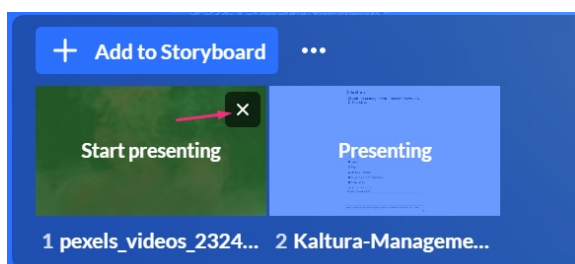 Add to Storyboard
Start presenting
Presenting
1 pexels_videos_2324...
2 Kaltura-Manageme...